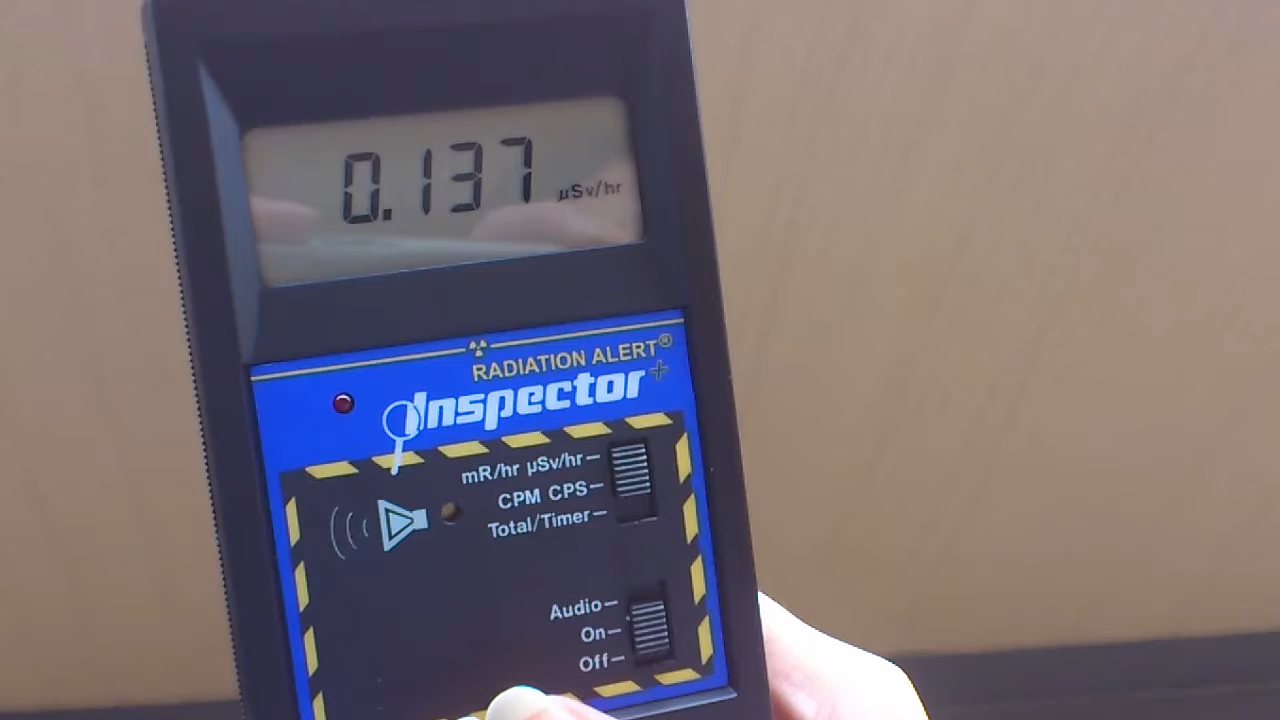 0.137 µSv/hr
RADIATION ALERT®
Inspector+
mR/hr µSv/hr–
CPM CPS–
Total/Timer–
Audio–
On–
Off–